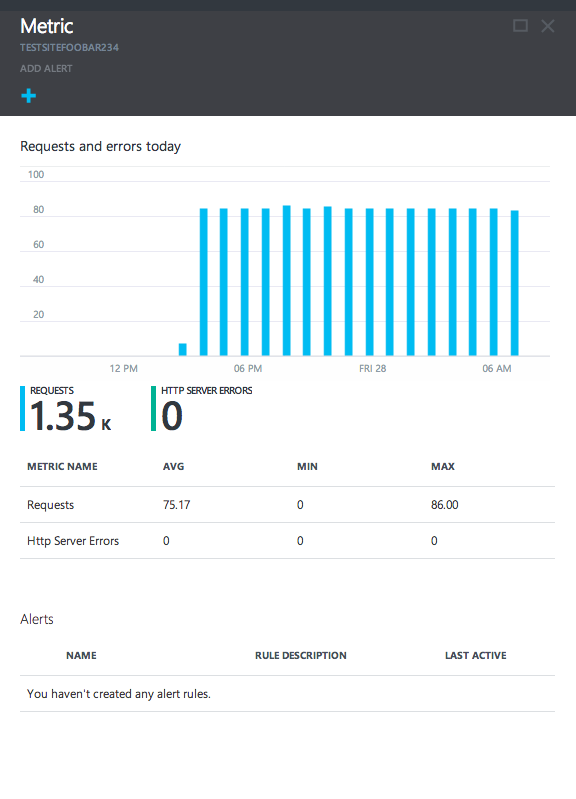 Metric
TESTSITEFOOBAR234
ADD ALERT
Requests and errors today
100
80
60
40
20
12 PM 06 PM FRI 28 06 AM
REQUESTS HTTP SERVER ERRORS
1.35 K 0
METRIC NAME AVG MIN MAX
Requests 75.17 0 86.00
Http Server Errors 0 0 0
Alerts
NAME RULE DESCRIPTION LAST ACTIVE
You haven't created any alert rules.